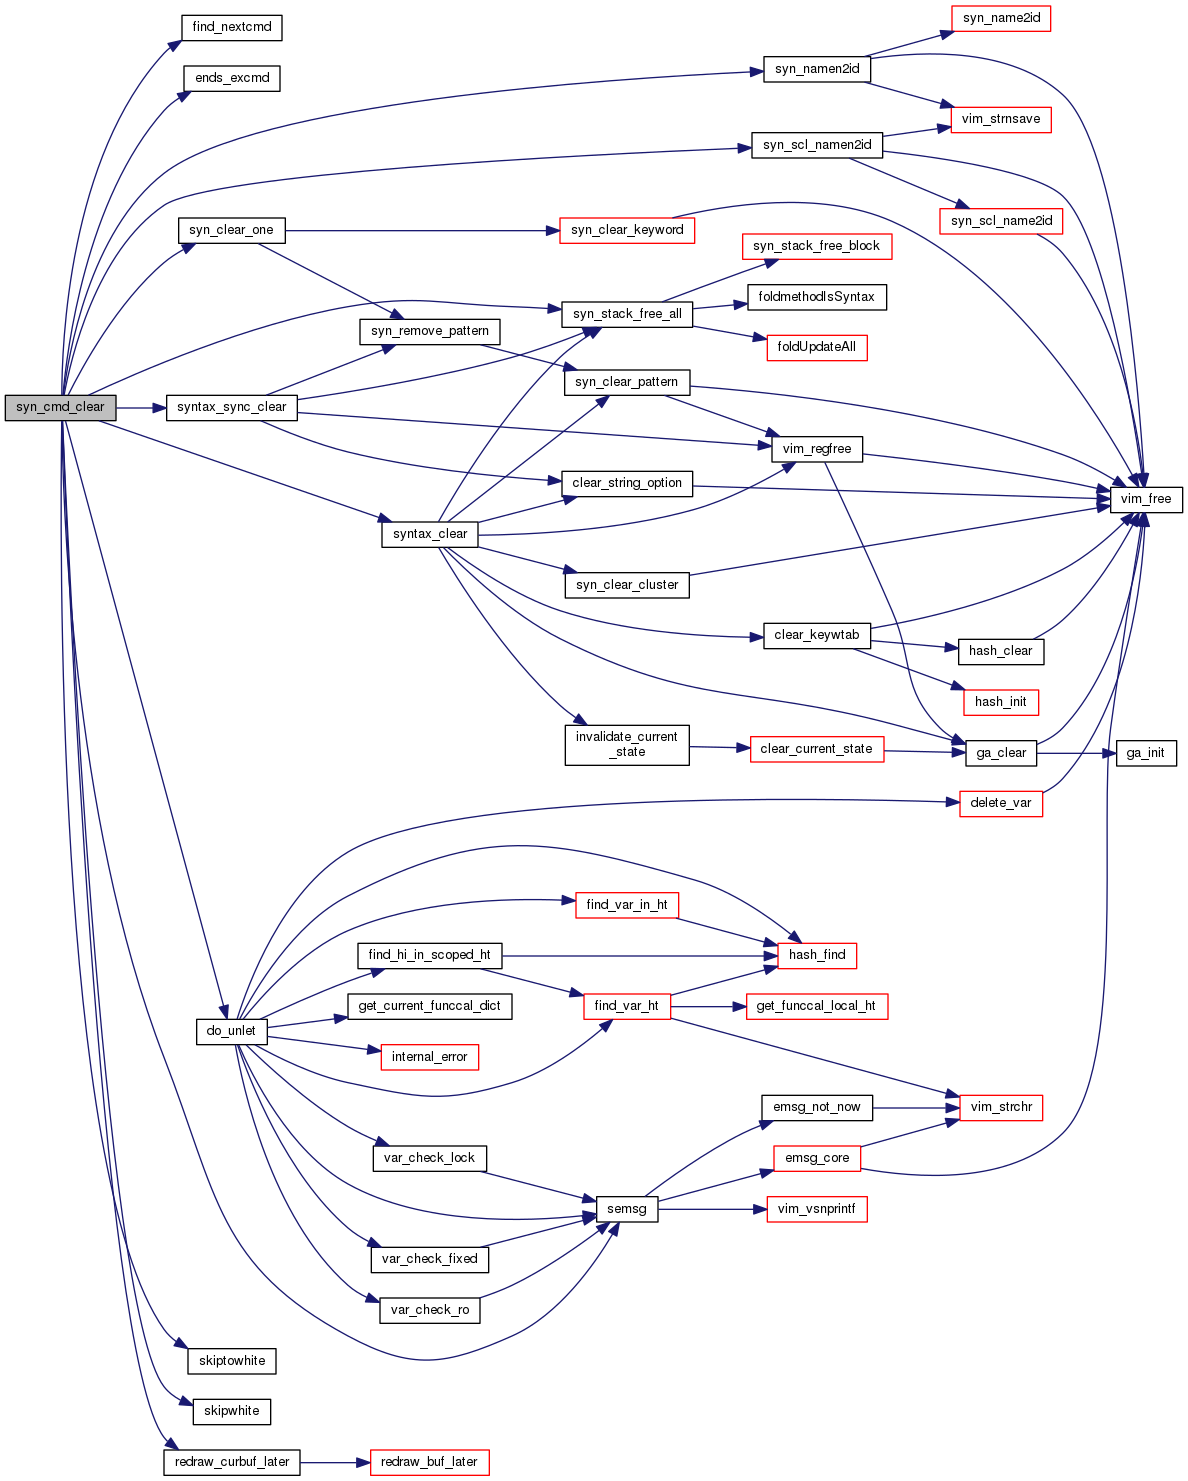 find_nextcmd
syn_name2id
syn_namen2id
ends_excmd
vim_strnsave
syn_scl_namen2id
syn_scl_name2id
syn_clear_one
syn_clear_keyword
syn_stack_free_block
foldmethodIsSyntax
syn_stack_free_all
syn_remove_pattern
foldUpdateAll
syn_clear_pattern
syn_cmd_clear
syntax_sync_clear
vim_regfree
clear_string_option
vim_free
syntax_clear
syn_clear_cluster
clear_keywtab
hash_clear
hash_init
invalidate_current
_state
clear_current_state
ga_clear
ga_init
delete_var
find_var_in_ht
find_hi_in_scoped_ht
hash_find
get_current_funccal_dict
find_var_ht
get_funccal_local_ht
do_unlet
internal_error
emsg_not_now
vim_strchr
var_check_lock
emsg_core
semsg
vim_vsnprintf
var_check_fixed
var_check_ro
skiptowhite
skipwhite
redraw_curbuf_later
redraw_buf_later